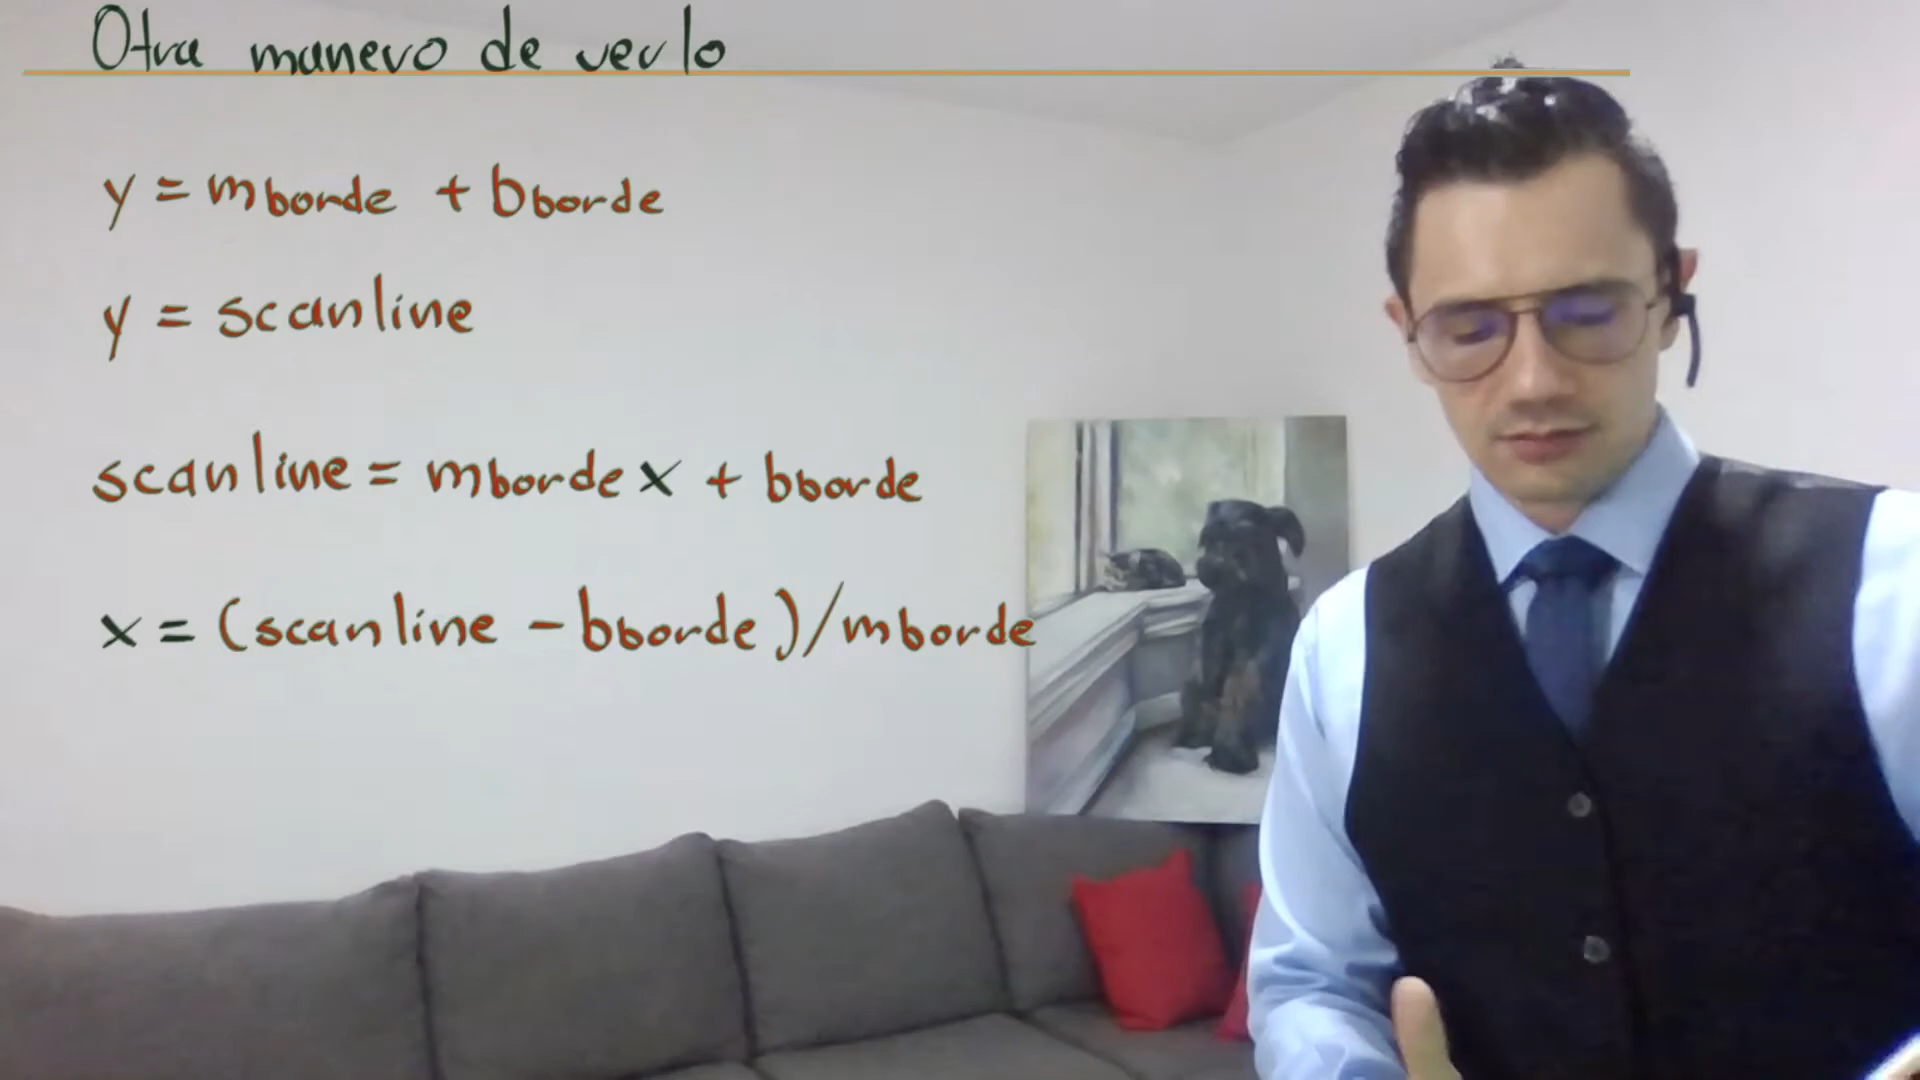 Otra manera de verlo
y = mborde + bborde
y = scanline
scanline = mborde x + bborde
x = (scanline - bborde)/mborde